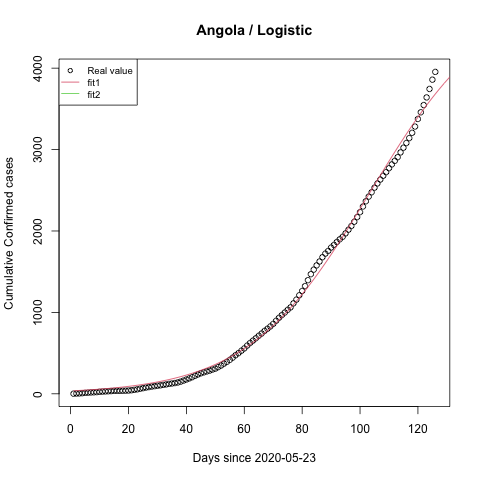 Angola / Logistic
Real value
fit1
fit2
4000
3000
2000
1000
0
Cumulative Confirmed cases
0 20 40 60 80 100 120
Days since 2020-05-23